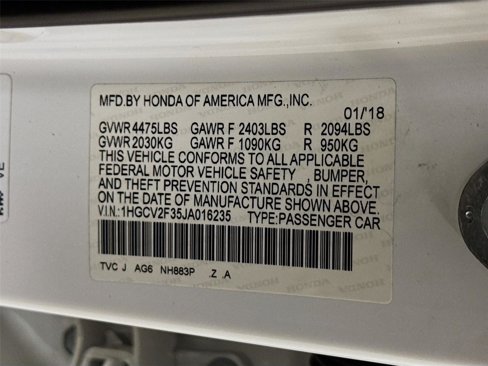 MFD.BY HONDA OF AMERICA MFG.,INC.
01/'18
GVWR 4475LBS GAWR F 2403LBS R 2094LBS
GVWR 2030KG GAWR F 1090KG R 950KG
THIS VEHICLE CONFORMS TO ALL APPLICABLE
FEDERAL MOTOR VEHICLE SAFETY , BUMPER,
AND THEFT PREVENTION STANDARDS IN EFFECT
ON THE DATE OF MANUFACTURE SHOWN ABOVE.
V.I.N.:1HGCV2F35JA016235 TYPE:PASSENGER CAR
TVC J AG6 NH883P Z .A